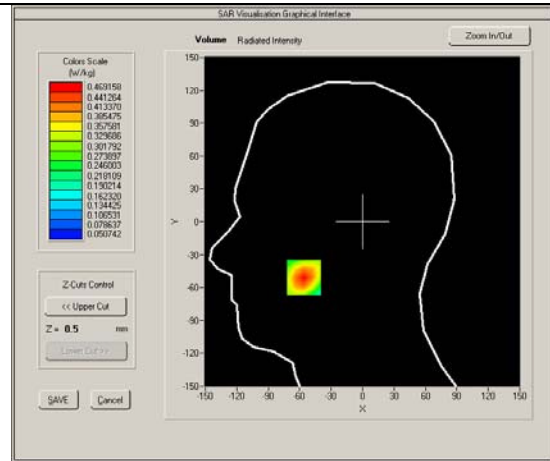 SAR Visualisation Graphical Interface
Volume Radiated Intensity
Zoom In/Out
Colors Scale
(W/kg)
0.469158
0.441264
0.413370
0.385475
0.357581
0.329686
0.301792
0.273897
0.246003
0.218109
0.190214
0.162320
0.134425
0.106531
0.078637
0.050742
Z-Cuts Control
<< Upper Cut
Z = 0.5 mm
Lower Cut >>
SAVE Cancel
Y
150
120
90
60
30
0
-30
-60
-90
-120
-150
-150 -120 -90 -60 -30 0 30 60 90 120 150
X